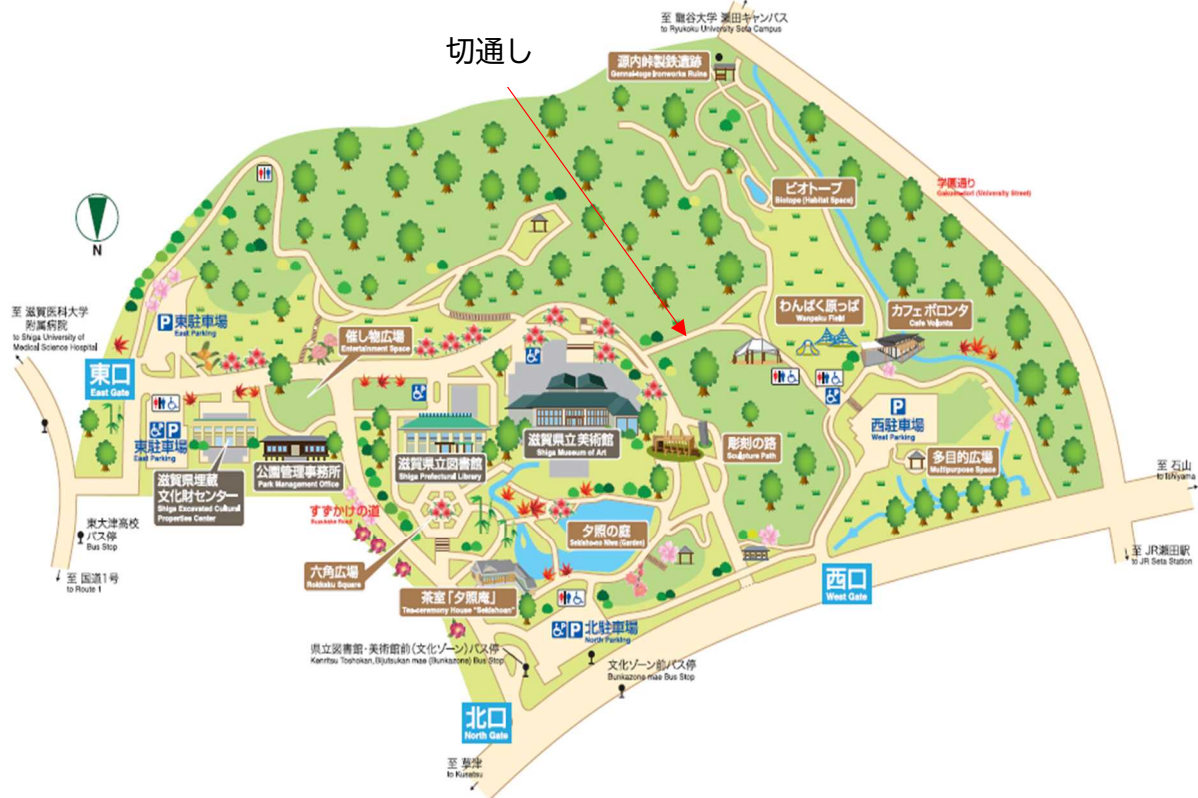 至 龍谷大学 瀬田キャンパス
to Ryukoku University Seta Campus
切通し
源内峠製鉄遺跡
Gennai-toge Ironworks Ruins
学園通り
(University Street)
ビオトープ
Biotope (Habitat Space)
N
至 滋賀医科大学
附属病院
to Shiga University of
Medical Science Hospital
P東駐車場
East Parking
催し物広場
Entertainment Space
わんぱく原っぱ
Wanpaku Field
カフェ ボロンタ
Cafe Volonta
東口
East Gate
P
西駐車場
West Parking
P
東駐車場
East Parking
滋賀県立美術館
Shiga Museum of Art
彫刻の路
Sculpture Path
多目的広場
Multipurpose Space
滋賀県立図書館
Shiga Prefectural Library
公園管理事務所
Park Management Office
滋賀県埋蔵
文化財センター
Shiga Excavated Cultural
Properties Center
至 石山
to Ishiyama
すずかけの道
Suzukake Road
東大津高校
バス停
Bus Stop
夕照の庭
Sekisho-no Niwa (Garden)
至 JR瀬田駅
to JR Seta Station
六角広場
Rokkaku Square
至 国道1号
to Route 1
西口
West Gate
茶室「夕照庵」
Tea-ceremony House "Sekishoan"
P北駐車場
North Parking
県立図書館・美術館前(文化ゾーン)バス停
Kenritsu Toshokan,Bijutsukan mae (Bunkazone) Bus Stop
文化ゾーン前バス停
Bunkazone mae Bus Stop
北口
North Gate
至 草津
to Kusatsu